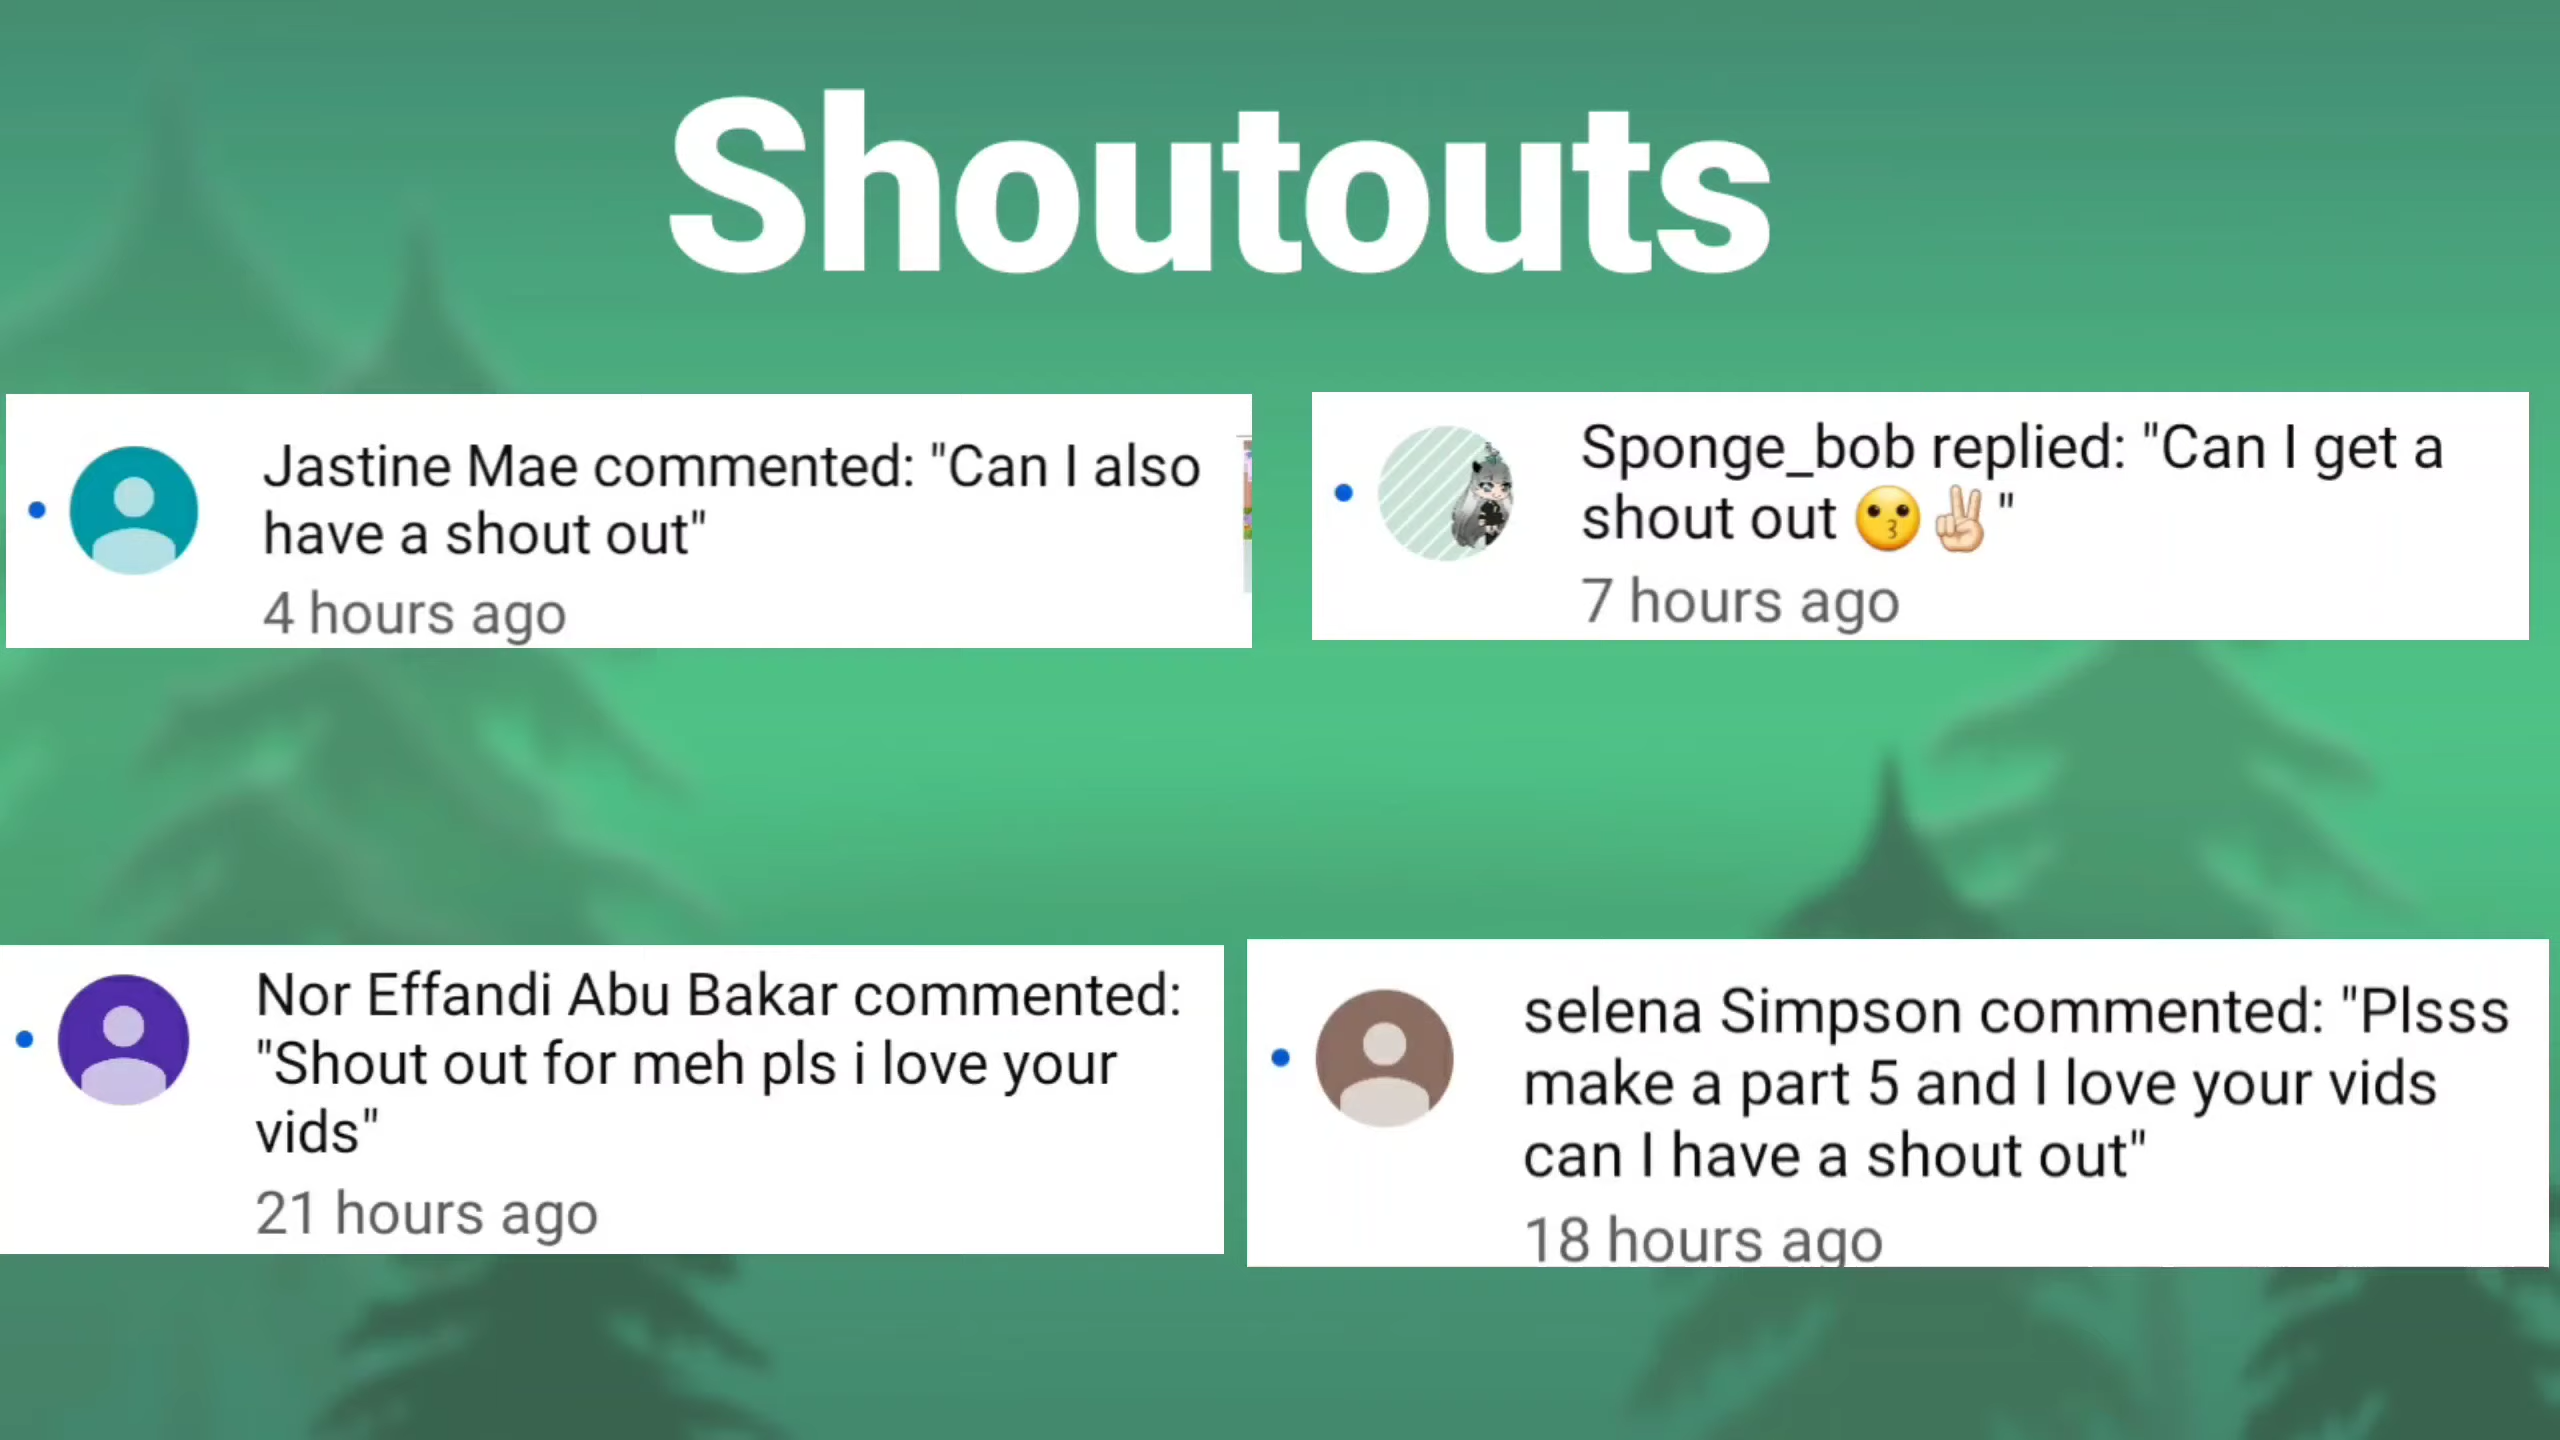 Shoutouts
Jastine Mae commented: "Can I also
have a shout out"
4 hours ago
Sponge_bob replied: "Can I get a
shout out 😗✌🏻"
7 hours ago
Nor Effandi Abu Bakar commented:
"Shout out for meh pls i love your
vids"
21 hours ago
selena Simpson commented: "Plsss
make a part 5 and I love your vids
can I have a shout out"
18 hours ago